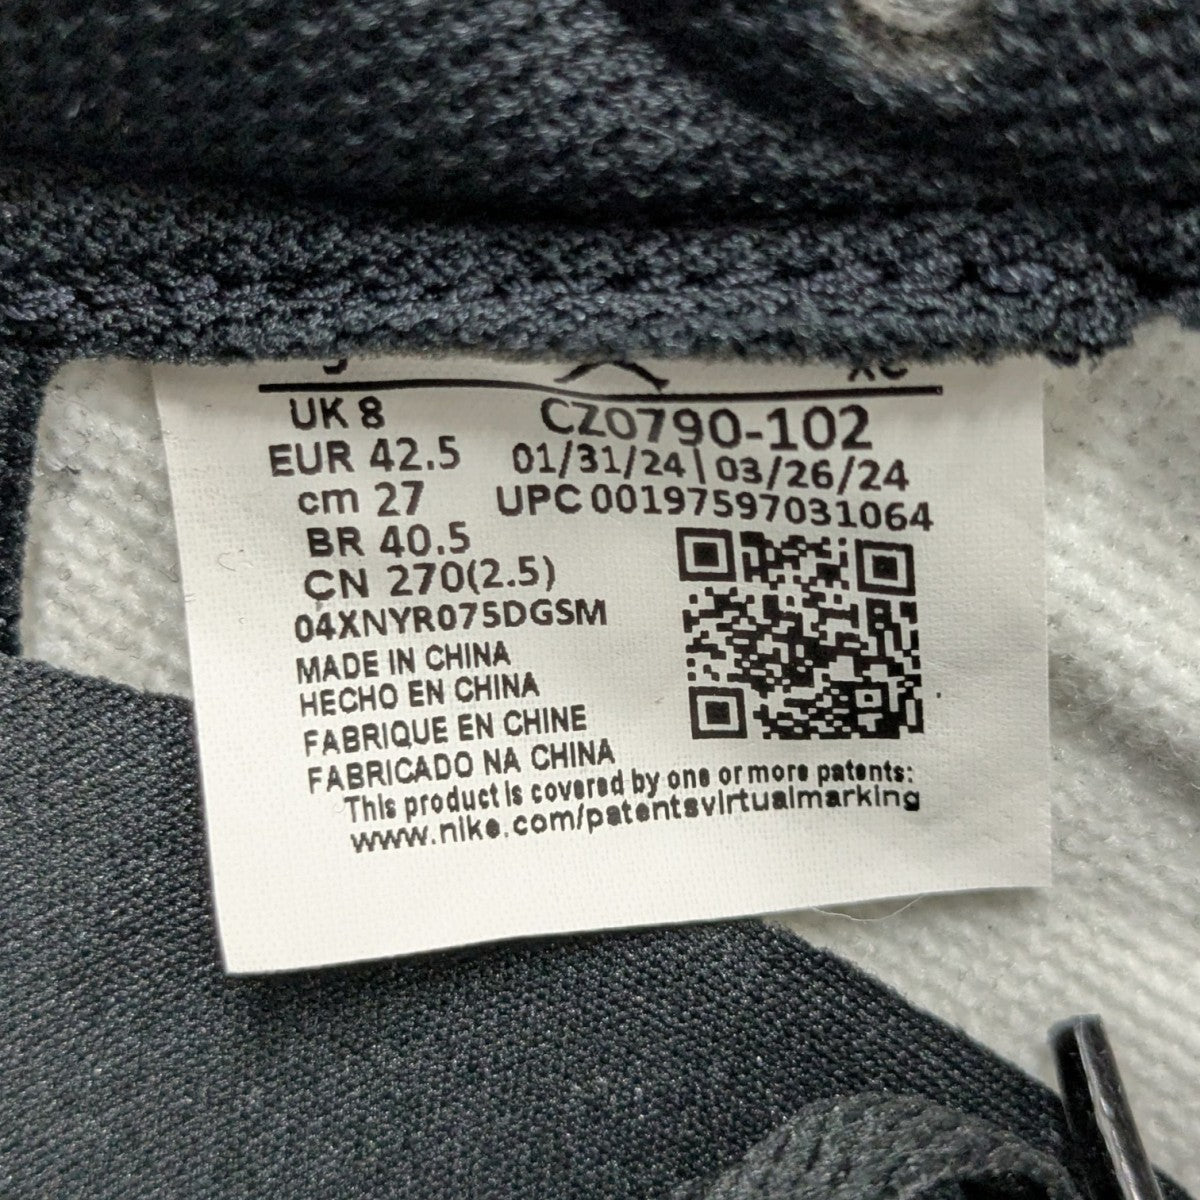 UK 8 CZ0790-102
EUR 42.5 01/31/24\03/26/24
cm 27 UPC 00197597031064
BR 40.5
CN 270(2.5)
04XNYR075DGSM
MADE IN CHINA
HECHO EN CHINA
FABRIQUE EN CHINE
FABRICADO NA CHINA
This product is covered by one or more patents:
www.nike.com/patentsvirtualmarking